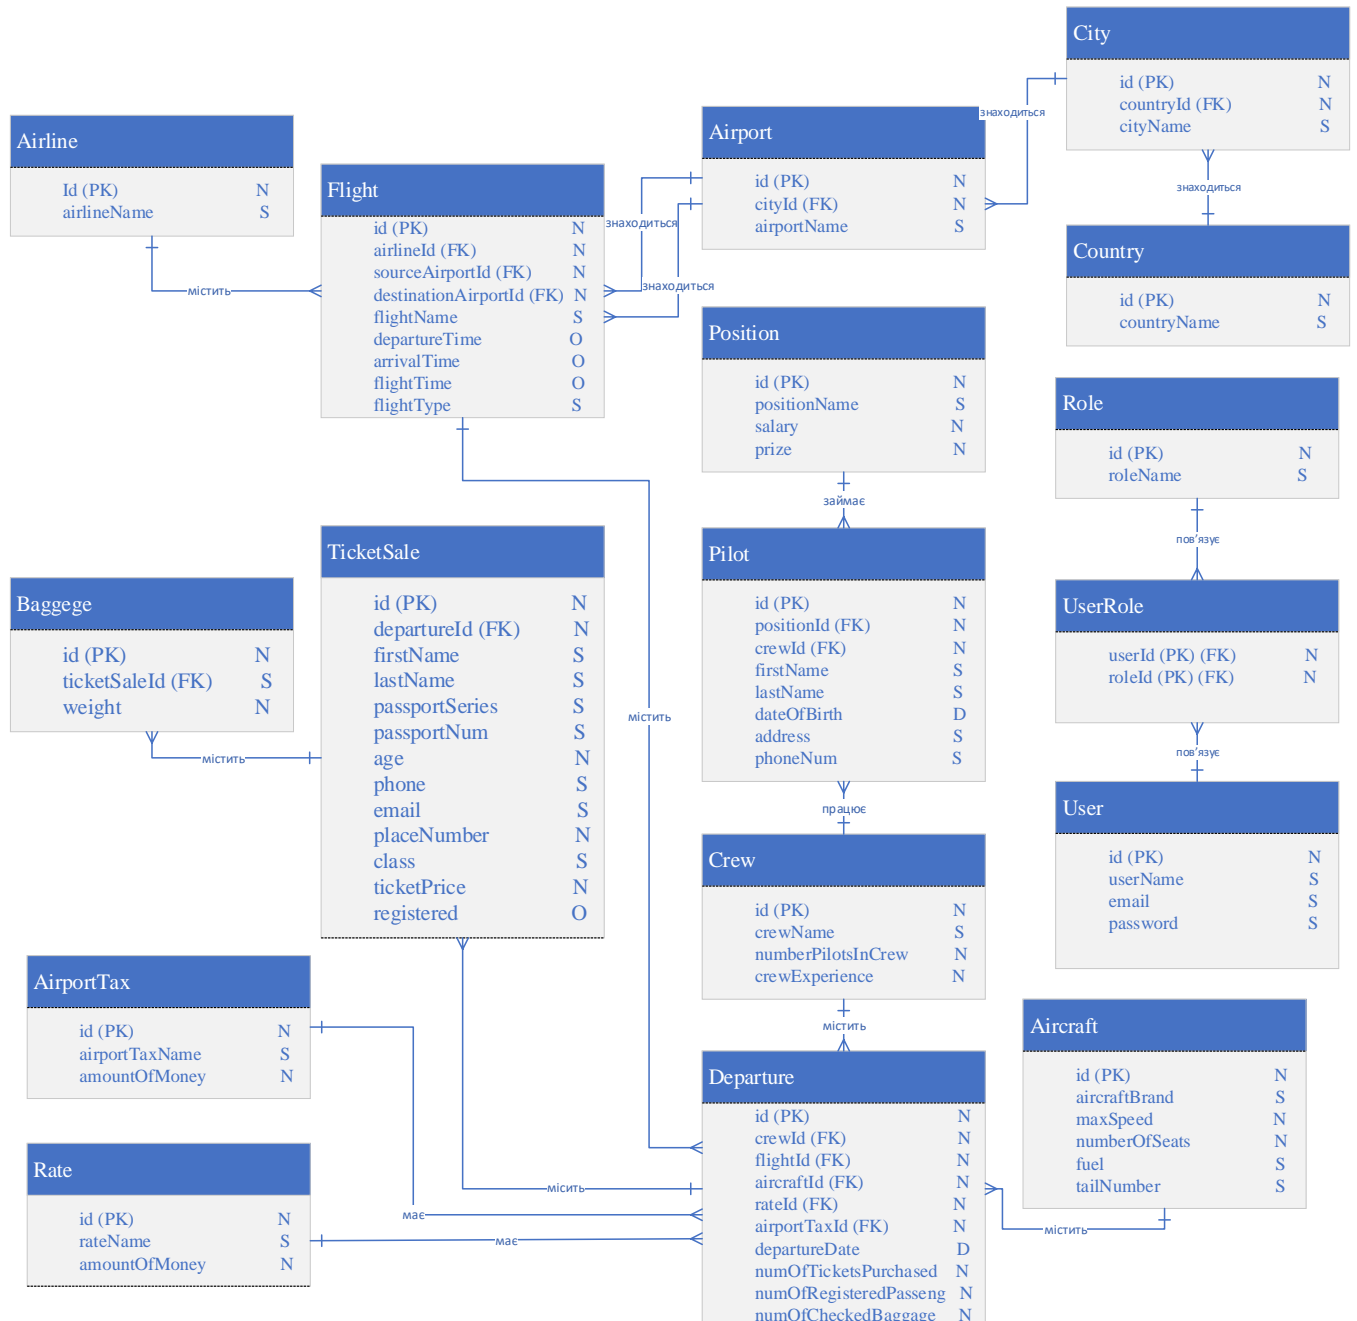 City
id (PK) N
countryId (FK) N
cityName S
знаходиться
Airport
id (PK) N
cityId (FK) N
airportName S
Airline
Id (PK) N
airlineName S
Flight
id (PK) N
airlineId (FK) N
sourceAirportId (FK) N
destinationAirportId (FK) N
flightName S
departureTime O
arrivalTime O
flightTime O
flightType S
містить
знаходиться
знаходиться
знаходиться
Country
id (PK) N
countryName S
Position
id (PK) N
positionName S
salary N
prize N
займає
Role
id (PK) N
roleName S
пов'язує
TicketSale
id (PK) N
departureId (FK) N
firstName S
lastName S
passportSeries S
passportNum S
age N
phone S
email S
placeNumber N
class S
ticketPrice N
registered O
Pilot
id (PK) N
positionId (FK) N
crewId (FK) N
firstName S
lastName S
dateOfBirth D
address S
phoneNum S
Baggege
id (PK) N
ticketSaleId (FK) S
weight N
містить
UserRole
userId (PK) (FK) N
roleId (PK) (FK) N
містить
пов'язує
User
id (PK) N
userName S
email S
password S
працює
Crew
id (PK) N
crewName S
numberPilotsInCrew N
crewExperience N
містить
AirportTax
id (PK) N
airportTaxName S
amountOfMoney N
Aircraft
id (PK) N
aircraftBrand S
maxSpeed N
numberOfSeats N
fuel S
tailNumber S
Departure
id (PK) N
crewId (FK) N
flightId (FK) N
aircraftId (FK) N
rateId (FK) N
airportTaxId (FK) N
departureDate D
numOfTicketsPurchased N
numOfRegisteredPasseng N
numOfCheckedBaggage N
Rate
id (PK) N
rateName S
amountOfMoney N
місить
має
має
містить